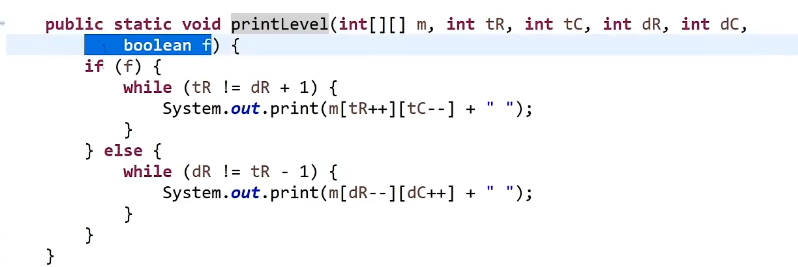 public static void printLevel(int[][] m, int tR, int tC, int dR, int dC,
boolean f) {
if (f) {
while (tR != dR + 1) {
System.out.print(m[tR++][tC--] + " ");
}
} else {
while (dR != tR - 1) {
System.out.print(m[dR--][dC++] + " ");
}
}
}